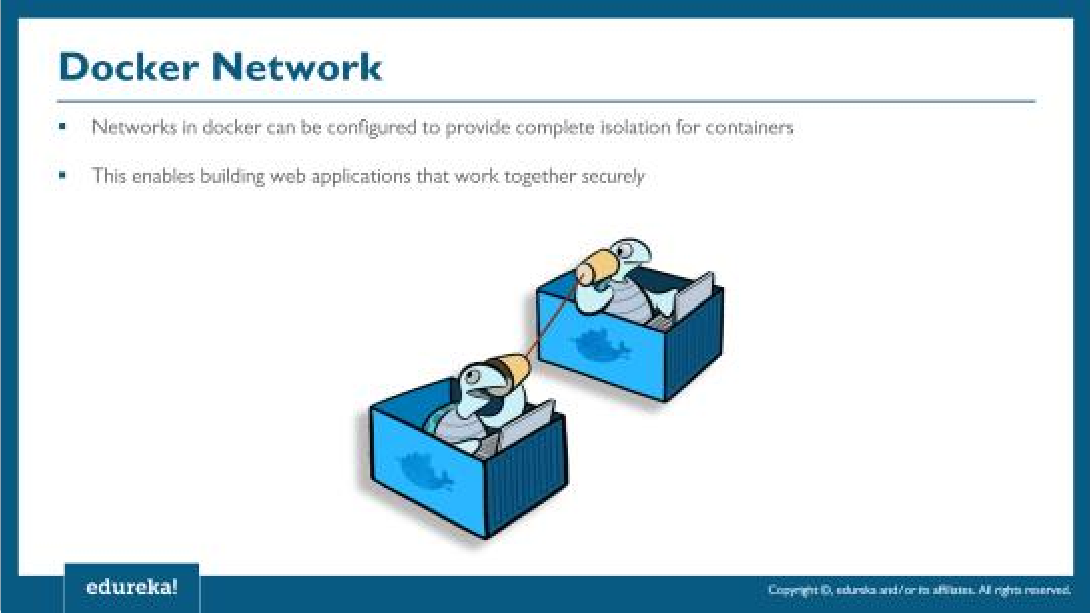 Docker Network
▪ Networks in docker can be configured to provide complete isolation for containers
▪ This enables building web applications that work together securely
edureka!
Copyright ©, edureka and/or its affiliates. All rights reserved.